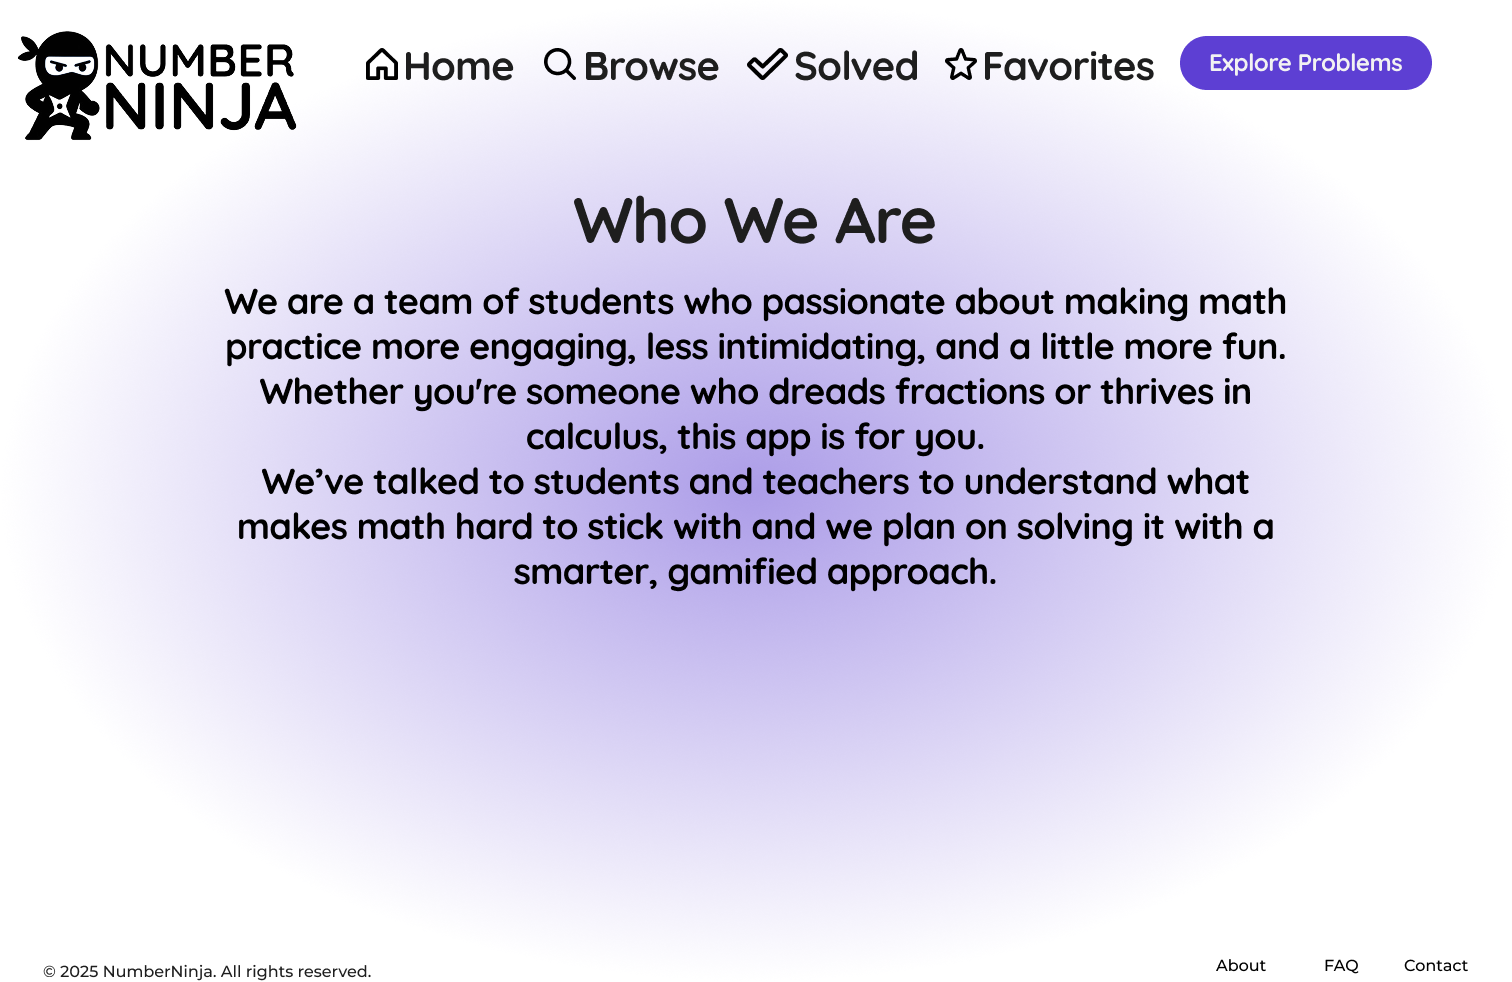 NUMBER
NINJA
Home Browse Solved Favorites Explore Problems
Who We Are
We are a team of students who passionate about making math
practice more engaging, less intimidating, and a little more fun.
Whether you're someone who dreads fractions or thrives in
calculus, this app is for you.
We’ve talked to students and teachers to understand what
makes math hard to stick with and we plan on solving it with a
smarter, gamified approach.
© 2025 NumberNinja. All rights reserved. About FAQ Contact